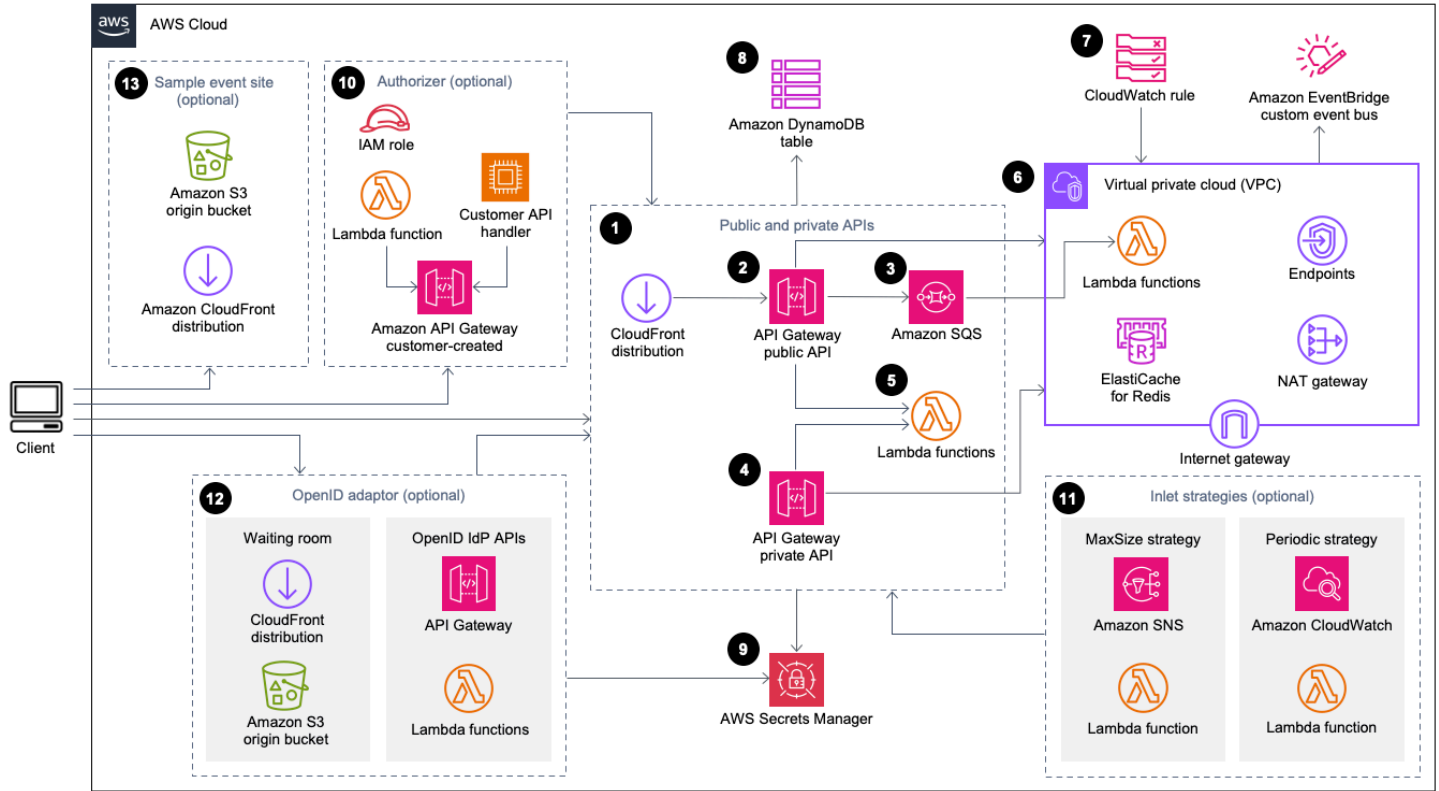 aws
AWS Cloud
13
Sample event site
(optional)
Amazon S3
origin bucket
Amazon CloudFront
distribution
10
Authorizer (optional)
IAM role
Lambda function
Customer API
handler
Amazon API Gateway
customer-created
8
Amazon DynamoDB
table
7
CloudWatch rule
Amazon EventBridge
custom event bus
Client
1
Public and private APIs
CloudFront
distribution
2
API Gateway
public API
3
Amazon SQS
5
Lambda functions
4
API Gateway
private API
6
Virtual private cloud (VPC)
Lambda functions
Endpoints
R
ElastiCache
for Redis
NAT gateway
Internet gateway
12
OpenID adaptor (optional)
Waiting room
CloudFront
distribution
Amazon S3
origin bucket
OpenID IdP APIs
API Gateway
Lambda functions
9
AWS Secrets Manager
11
Inlet strategies (optional)
MaxSize strategy
Amazon SNS
Lambda function
Periodic strategy
Amazon CloudWatch
Lambda function